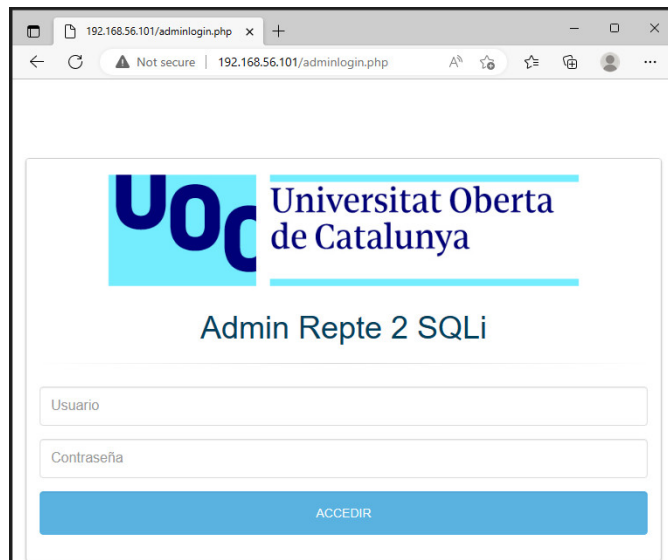 192.168.56.101/adminlogin.php
Not secure 192.168.56.101/adminlogin.php
UOC Universitat Oberta
de Catalunya
Admin Repte 2 SQLi
Usuario
Contraseña
ACCEDIR